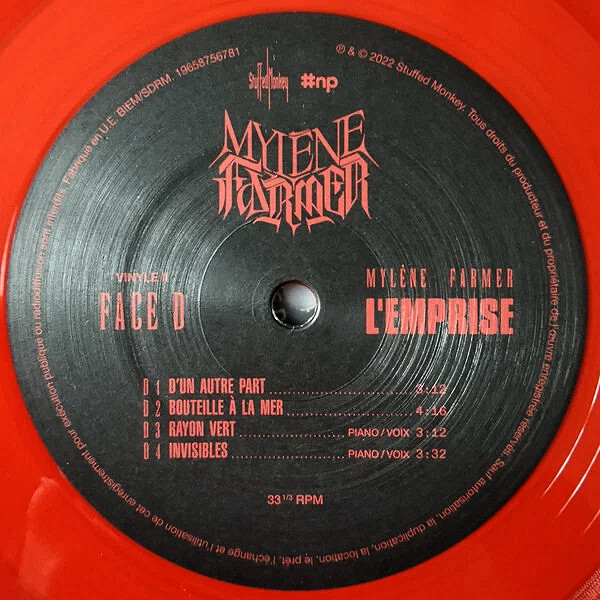 ℗ & © 2022 Stuffed Monkey. Tous droits du producteur et du propriétaire de l'œuvre enregistrée réservés. Sauf autorisation, la duplication, la location, le prêt, l'échange et l'utilisation de cet enregistrement pour exécution publique ou radiodiffusion sont interdits. Fabriqué en U.E. BIEM/SDRM 19658756781
Stuffed Monkey #np
MYLENE
FARMER
VINYLE II
FACE D
MYLÈNE FARMER
L'EMPRISE
D 1 D'UN AUTRE PART ........................ 3:12
D 2 BOUTEILLE À LA MER .................... 4:16
D 3 RAYON VERT .................... PIANO/VOIX 3:12
D 4 INVISIBLES .................... PIANO/VOIX 3:32
33 1/3 RPM